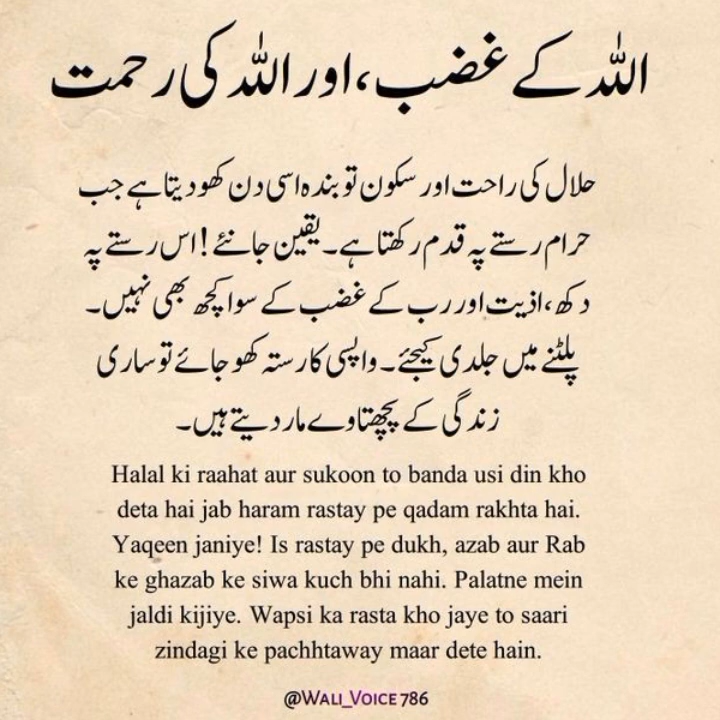 اللہ کے غضب، اور اللہ کی رحمت
حلال کی راحت اور سکون تو بندہ اسی دن کھو دیتا ہے جب
حرام رستے پہ قدم رکھتا ہے۔ یقین جانئے! اس رستے پہ
دکھ، اذیت اور رب کے غضب کے سوا کچھ بھی نہیں۔
پلٹنے میں جلدی کیجئے۔ واپسی کا رستہ کھو جائے تو ساری
زندگی کے پچھتاوے مار دیتے ہیں۔
Halal ki raahat aur sukoon to banda usi din kho
deta hai jab haram rastay pe qadam rakhta hai.
Yaqeen janiye! Is rastay pe dukh, azab aur Rab
ke ghazab ke siwa kuch bhi nahi. Palatne mein
jaldi kijiye. Wapsi ka rasta kho jaye to saari
zindagi ke pachhtaway maar dete hain.
@WALI_VOICE 786